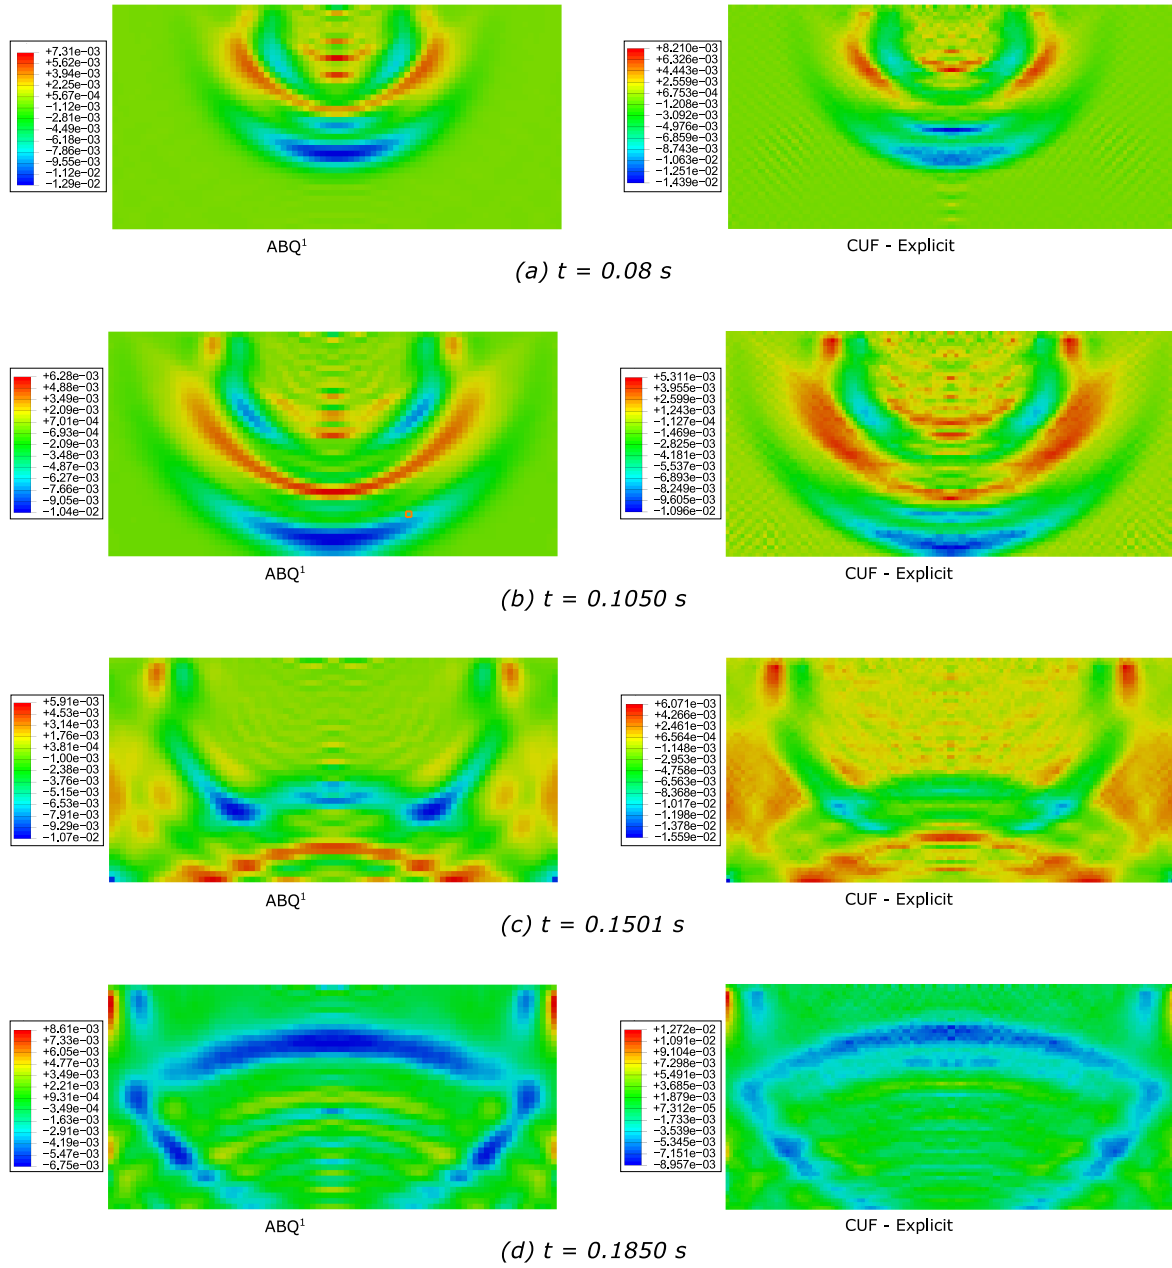 +7.31e−03
+5.62e−03
+3.94e−03
+2.25e−03
+5.67e−04
−1.12e−03
−2.81e−03
−4.49e−03
−6.18e−03
−7.86e−03
−9.55e−03
−1.12e−02
−1.29e−02
ABQ¹
+8.210e−03
+6.326e−03
+4.443e−03
+2.559e−03
+6.753e−04
−1.208e−03
−3.092e−03
−4.976e−03
−6.859e−03
−8.743e−03
−1.063e−02
−1.251e−02
−1.439e−02
CUF - Explicit
(a) t = 0.08 s
+6.28e−03
+4.88e−03
+3.49e−03
+2.09e−03
+7.01e−04
−6.93e−04
−2.09e−03
−3.48e−03
−4.87e−03
−6.27e−03
−7.66e−03
−9.05e−03
−1.04e−02
ABQ¹
+5.311e−03
+3.955e−03
+2.599e−03
+1.243e−03
−1.127e−04
−1.469e−03
−2.825e−03
−4.181e−03
−5.537e−03
−6.893e−03
−8.249e−03
−9.605e−03
−1.096e−02
CUF - Explicit
(b) t = 0.1050 s
+5.91e−03
+4.53e−03
+3.14e−03
+1.76e−03
+3.81e−04
−1.00e−03
−2.38e−03
−3.76e−03
−5.15e−03
−6.53e−03
−7.91e−03
−9.29e−03
−1.07e−02
ABQ¹
+6.071e−03
+4.266e−03
+2.461e−03
+6.564e−04
−1.148e−03
−2.953e−03
−4.758e−03
−6.563e−03
−8.368e−03
−1.017e−02
−1.198e−02
−1.378e−02
−1.559e−02
CUF - Explicit
(c) t = 0.1501 s
+8.61e−03
+7.33e−03
+6.05e−03
+4.77e−03
+3.49e−03
+2.21e−03
+9.31e−04
−3.49e−04
−1.63e−03
−2.91e−03
−4.19e−03
−5.47e−03
−6.75e−03
ABQ¹
+1.272e−02
+1.091e−02
+9.104e−03
+7.298e−03
+5.491e−03
+3.685e−03
+1.879e−03
+7.312e−05
−1.733e−03
−3.539e−03
−5.345e−03
−7.151e−03
−8.957e−03
CUF - Explicit
(d) t = 0.1850 s